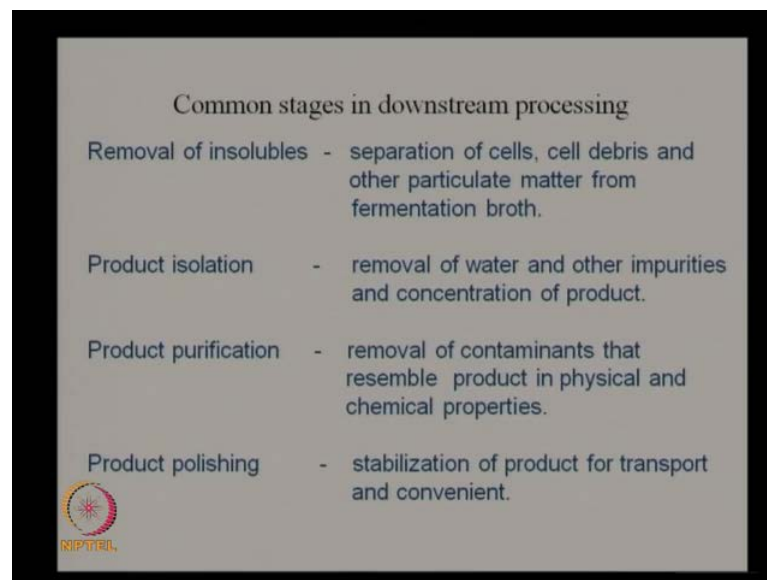 Common stages in downstream processing
Removal of insolubles - separation of cells, cell debris and
other particulate matter from
fermentation broth.
Product isolation - removal of water and other impurities
and concentration of product.
Product purification - removal of contaminants that
resemble product in physical and
chemical properties.
Product polishing - stabilization of product for transport
and convenient.
NPTEL